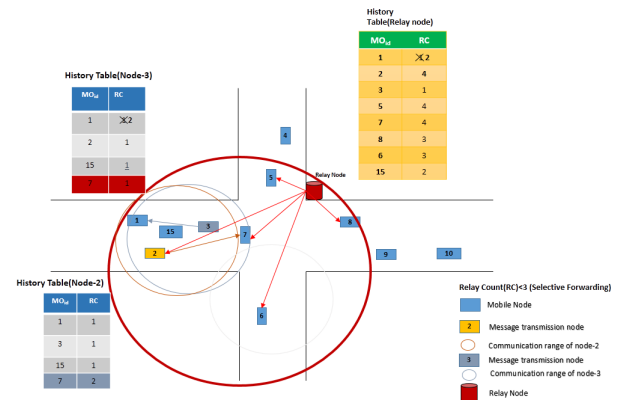 History
Table(Relay node)
MOid RC
1 3, 2
2 4
3 1
5 4
7 4
8 3
6 3
15 2
History Table(Node-3)
MOid RC
1 3, 2
2 1
15 1
7 1
4
5
Relay Node
1
15
3
2
7
8
9
10
6
History Table(Node-2)
MOid RC
1 1
3 1
15 1
7 2
Relay Count(RC)<3 (Selective Forwarding)
Mobile Node
2 Message transmission node
Communication range of node-2
3 Message transmission node
Communication range of node-3
Relay Node